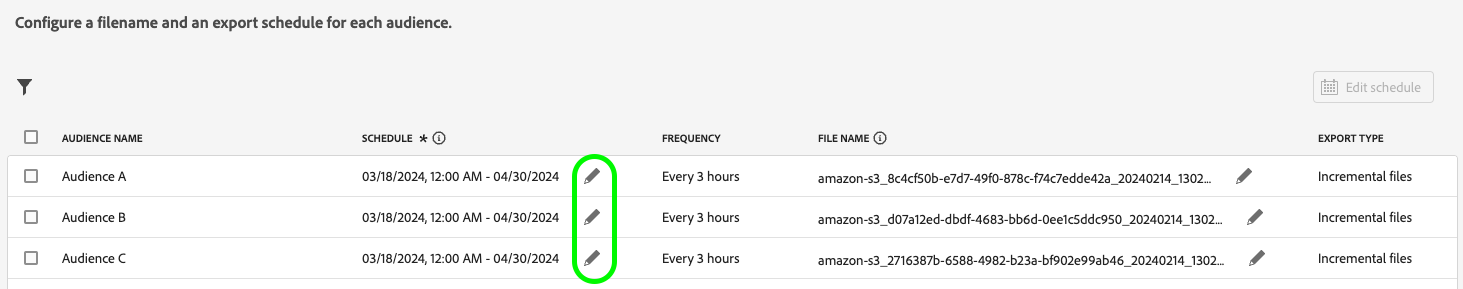 Configure a filename and an export schedule for each audience.
Edit schedule
AUDIENCE NAME SCHEDULE * FREQUENCY FILE NAME EXPORT TYPE
Audience A 03/18/2024, 12:00 AM - 04/30/2024 Every 3 hours amazon-s3_8c4cf50b-e7d7-49f0-878c-f74c7edde42a_20240214_1302... Incremental files
Audience B 03/18/2024, 12:00 AM - 04/30/2024 Every 3 hours amazon-s3_d07a12ed-dbdf-4683-bb6d-0ee1c5ddc950_20240214_1302... Incremental files
Audience C 03/18/2024, 12:00 AM - 04/30/2024 Every 3 hours amazon-s3_2716387b-6588-4982-b23a-bf902e99ab46_20240214_1302... Incremental files